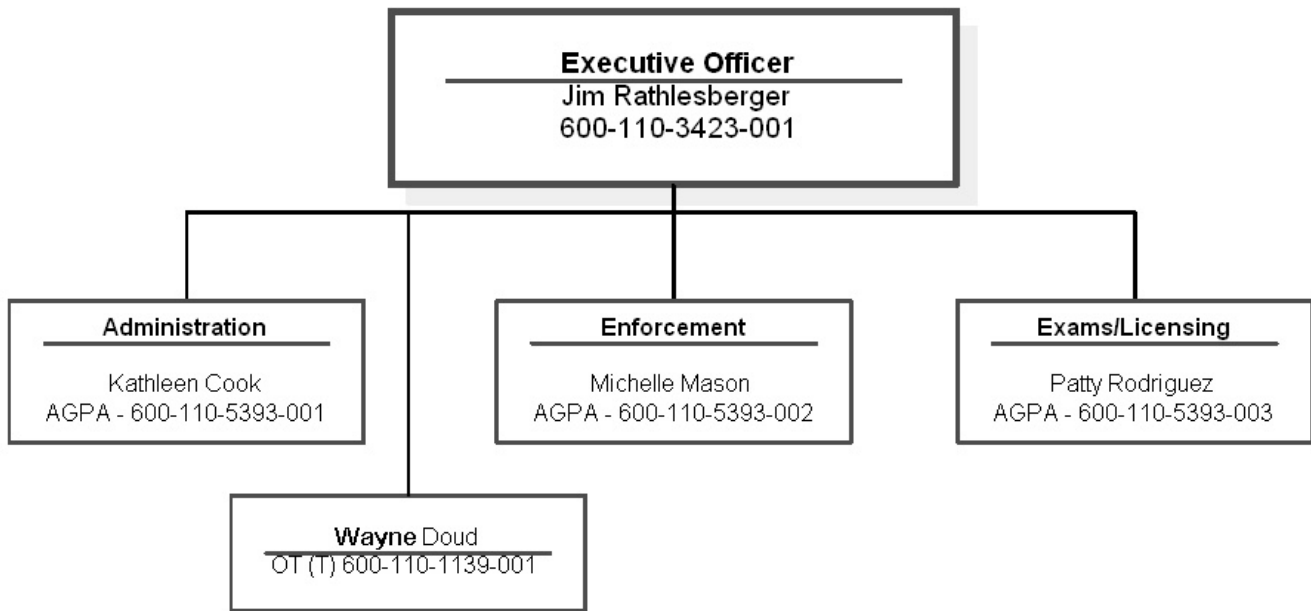 Executive Officer
Jim Rathlesberger
600-110-3423-001
Administration
Kathleen Cook
AGPA - 600-110-5393-001
Enforcement
Michelle Mason
AGPA - 600-110-5393-002
Exams/Licensing
Patty Rodriguez
AGPA - 600-110-5393-003
Wayne Doud
OT (T) 600-110-1139-001